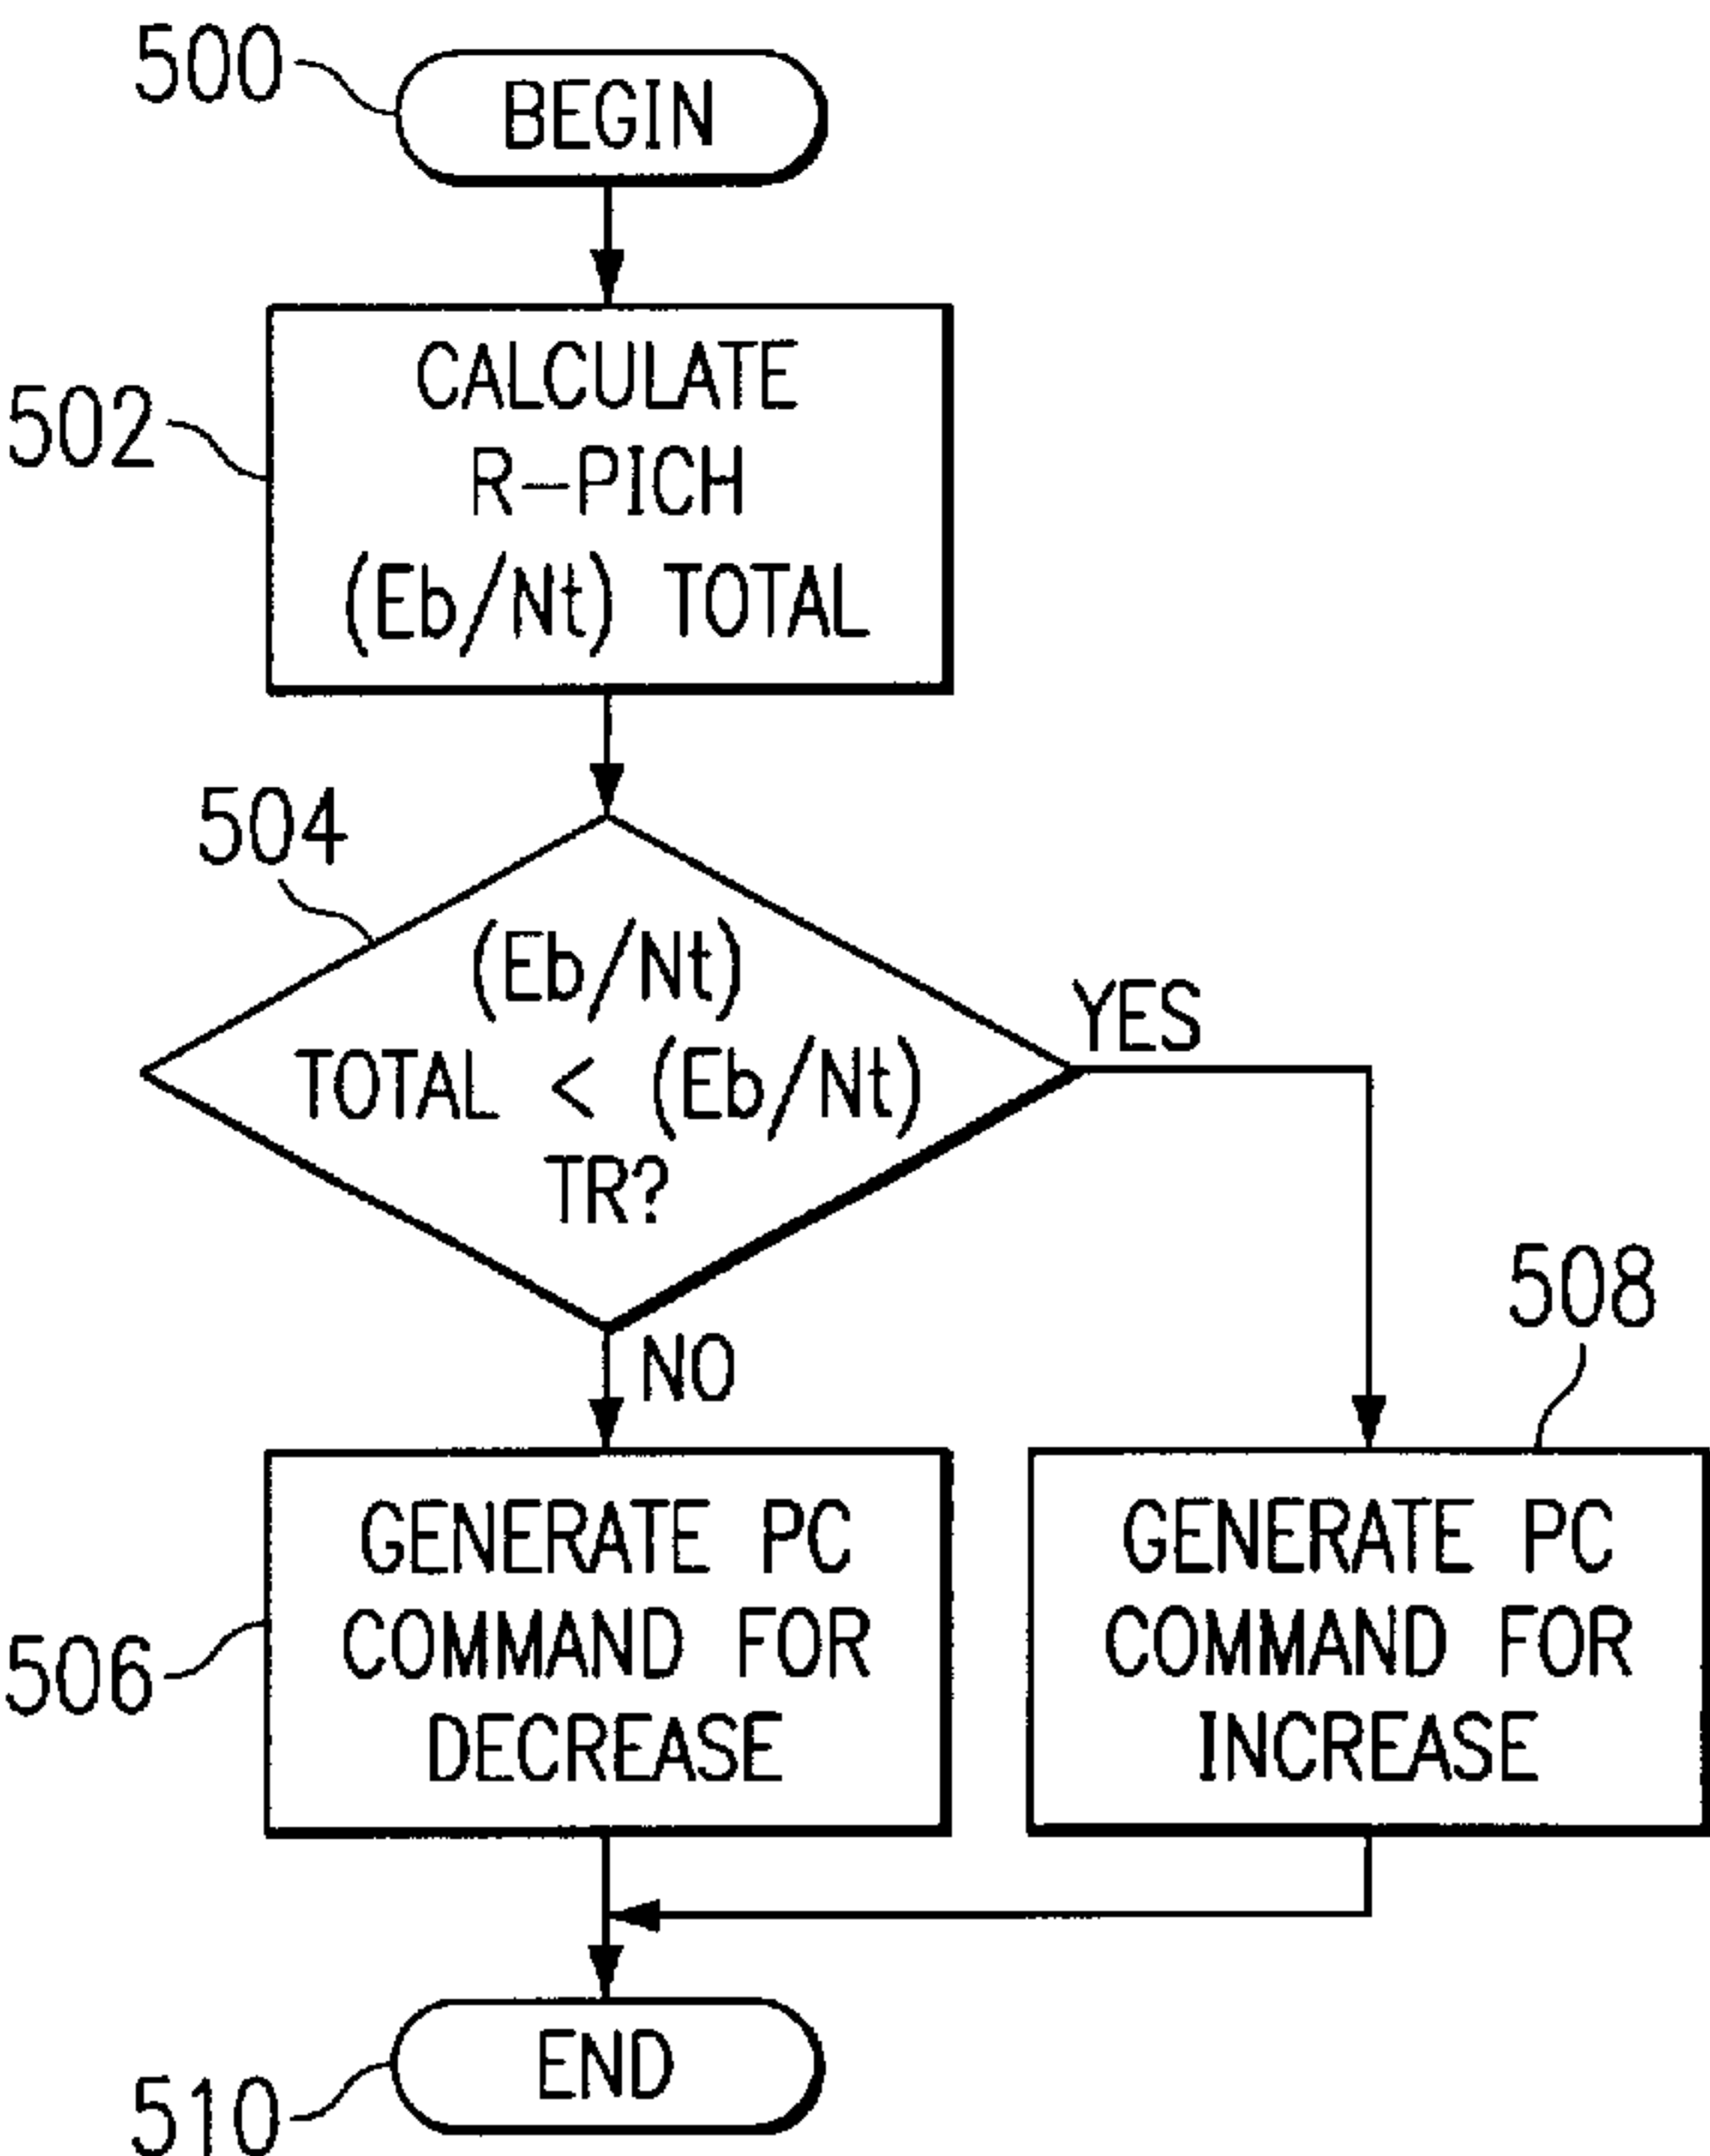 500
BEGIN
502
CALCULATE
R-PICH
(Eb/Nt) TOTAL
504
(Eb/Nt)
TOTAL < (Eb/Nt)
TR?
YES
NO
508
506
GENERATE PC
COMMAND FOR
DECREASE
GENERATE PC
COMMAND FOR
INCREASE
END
510